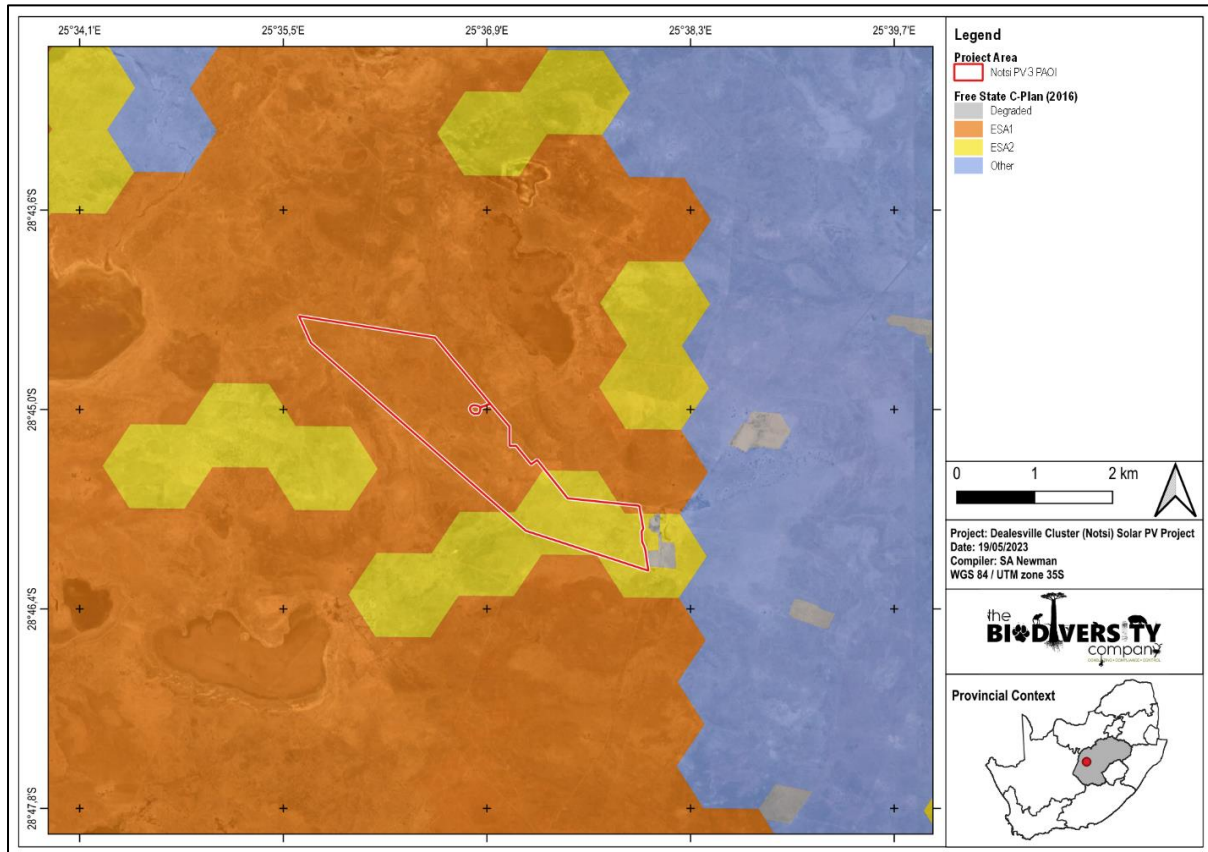 25°34,1'E
25°35,5'E
25°36,9'E
25°38,3'E
25°39,7'E
28°43,6'S
28°45,0'S
28°46,4'S
28°47,8'S
Legend
Project Area
Notsi PV 3 PAOI
Free State C-Plan (2016)
Degraded
ESA1
ESA2
Other
0 1 2 km
Project: Dealesville Cluster (Notsi) Solar PV Project
Date: 19/05/2023
Compiler: SA Newman
WGS 84 / UTM zone 35S
the
BIODIVERSITY
company
Provincial Context